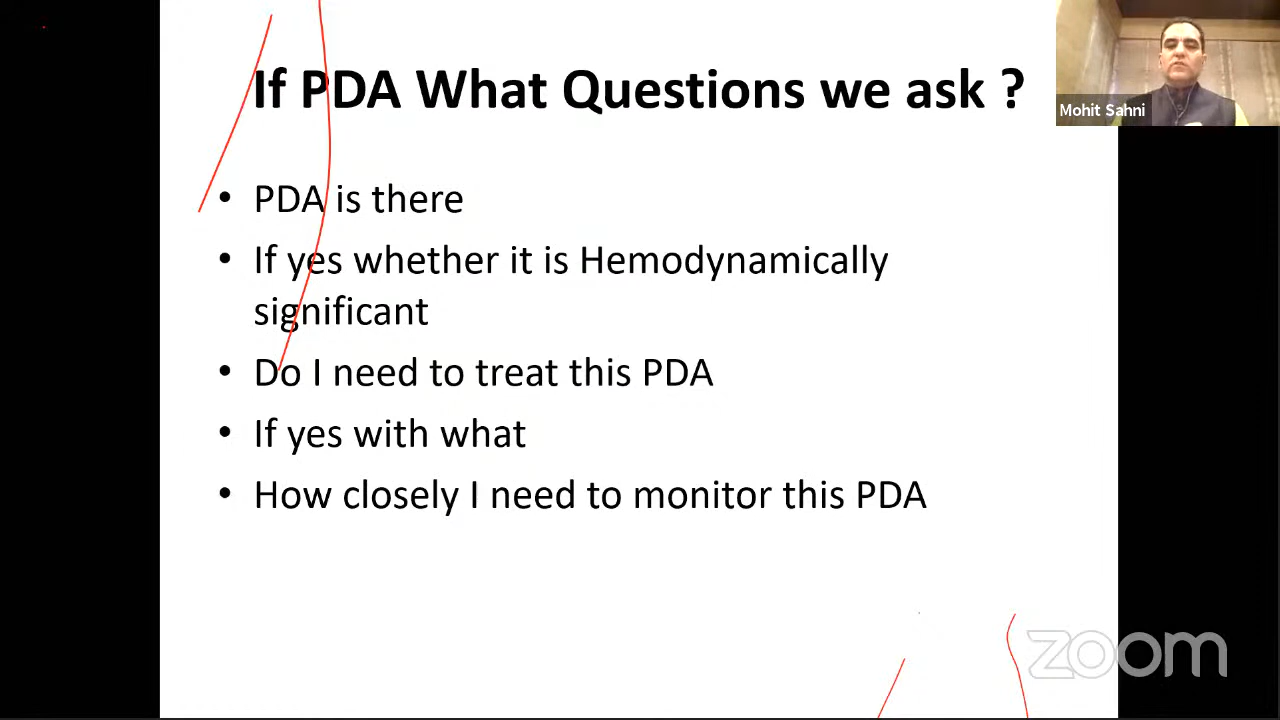 If PDA What Questions we ask ?
Mohit Sahni
• PDA is there
• If yes whether it is Hemodynamically
significant
• Do I need to treat this PDA
• If yes with what
• How closely I need to monitor this PDA
zoom